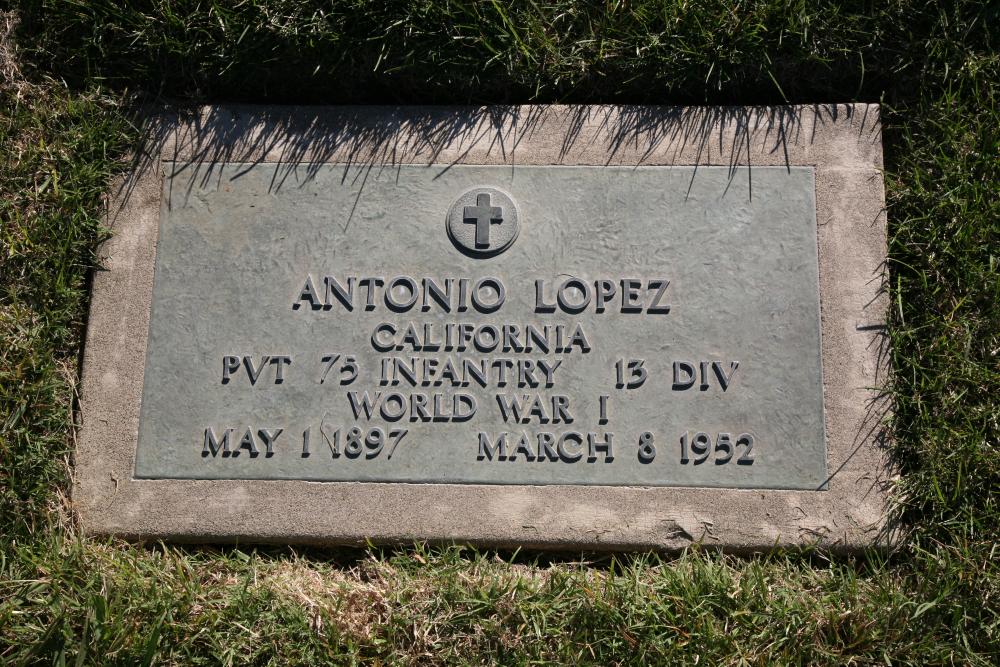 ANTONIO LOPEZ
CALIFORNIA
PVT 75 INFANTRY 13 DIV
WORLD WAR I
MAY 1 1897 MARCH 8 1952